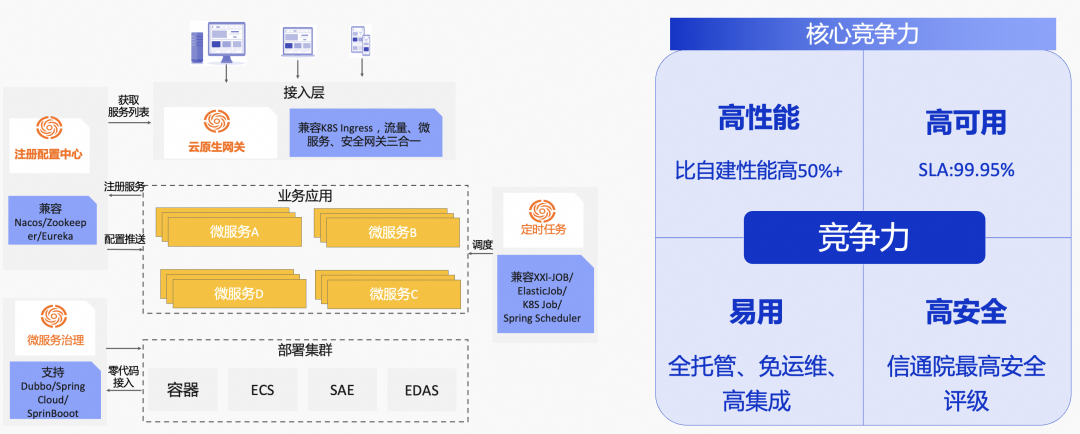 接入层
获取
服务列表
云原生网关
兼容K8S Ingress，流量、微
服务、安全网关三合一
注册配置中心
兼容
Nacos/Zookeep
er/Eureka
注册服务
配置推送
业务应用
微服务A
微服务B
微服务D
微服务C
调度
定时任务
兼容XXl-JOB/
ElasticJob/
K8S Job/
Spring Scheduler
微服务治理
支持
Dubbo/Spring
Cloud/
SprinBooot
零代码
接入
部署集群
容器
ECS
SAE
EDAS
核心竞争力
高性能
比自建性能高50%+
高可用
SLA:99.95%
竞争力
易用
全托管、免运维、
高集成
高安全
信通院最高安全
评级